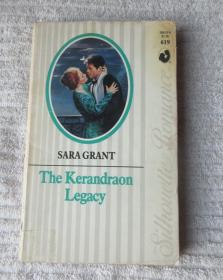 619
SARA GRANT
The Kerandraon
Legacy